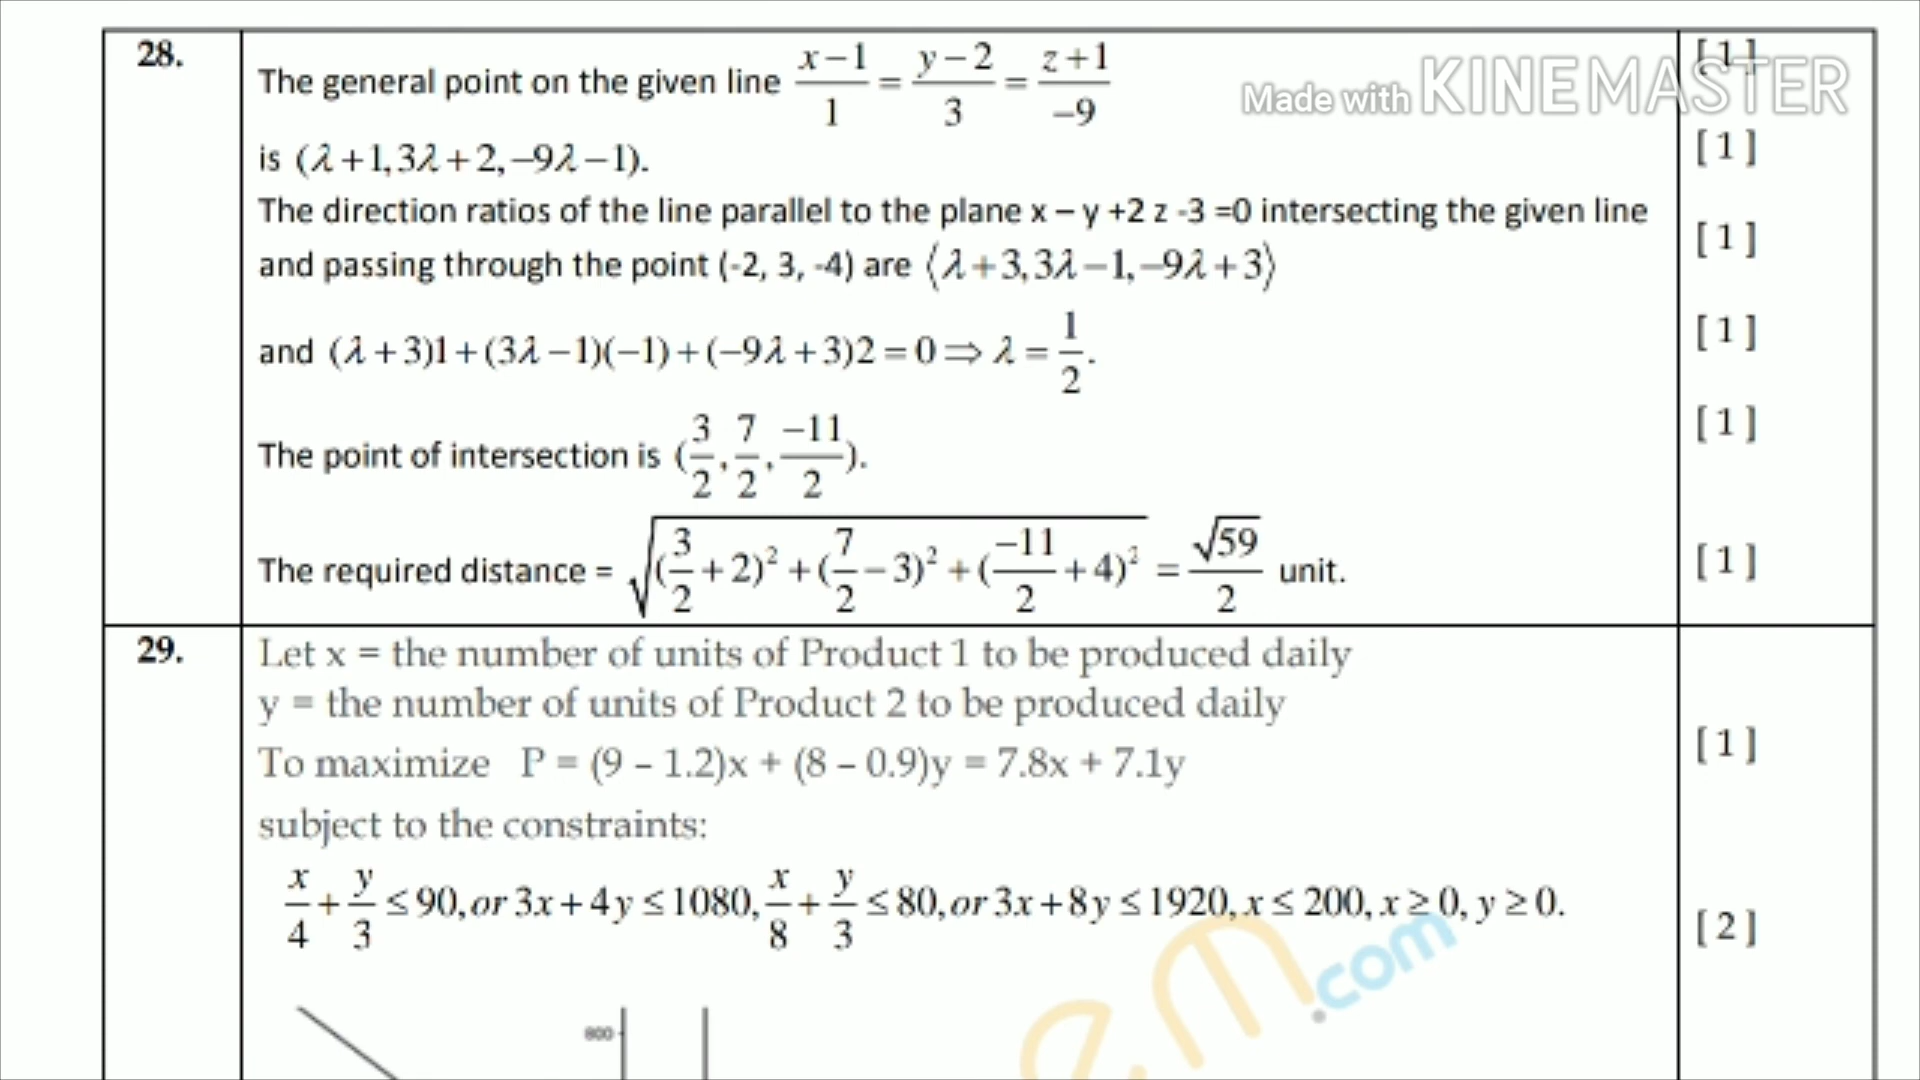 28.
The general point on the given line (x−1)/1 = (y−2)/3 = (z+1)/−9
[1]
Made with KINEMASTER
is (λ+1,3λ+2,−9λ−1).
[1]
The direction ratios of the line parallel to the plane x − y +2 z -3 =0 intersecting the given line
[1]
and passing through the point (-2, 3, -4) are ⟨λ+3,3λ−1,−9λ+3⟩
and (λ+3)1+(3λ−1)(−1)+(−9λ+3)2=0⇒λ=1/2.
[1]
The point of intersection is (3/2,7/2,−11/2).
[1]
The required distance = √((3/2+2)²+(7/2−3)²+(−11/2+4)²) = √59/2 unit.
[1]
29.
Let x = the number of units of Product 1 to be produced daily
y = the number of units of Product 2 to be produced daily
[1]
To maximize P = (9 – 1.2)x + (8 – 0.9)y = 7.8x + 7.1y
subject to the constraints:
x/4+y/3≤90,or 3x+4y≤1080,x/8+y/3≤80,or 3x+8y≤1920,x≤200,x≥0,y≥0.
[2]
em.com
800